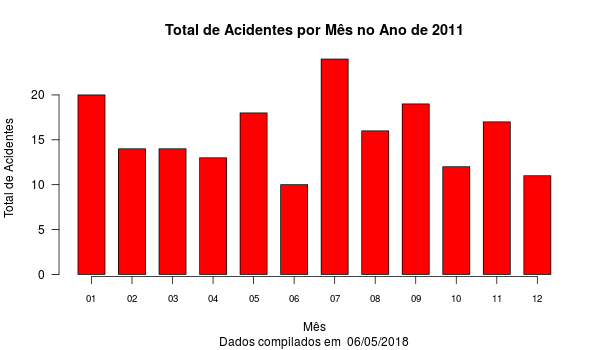 Total de Acidentes por Mês no Ano de 2011
Total de Acidentes
20
15
10
5
0
01 02 03 04 05 06 07 08 09 10 11 12
Mês
Dados compilados em  06/05/2018